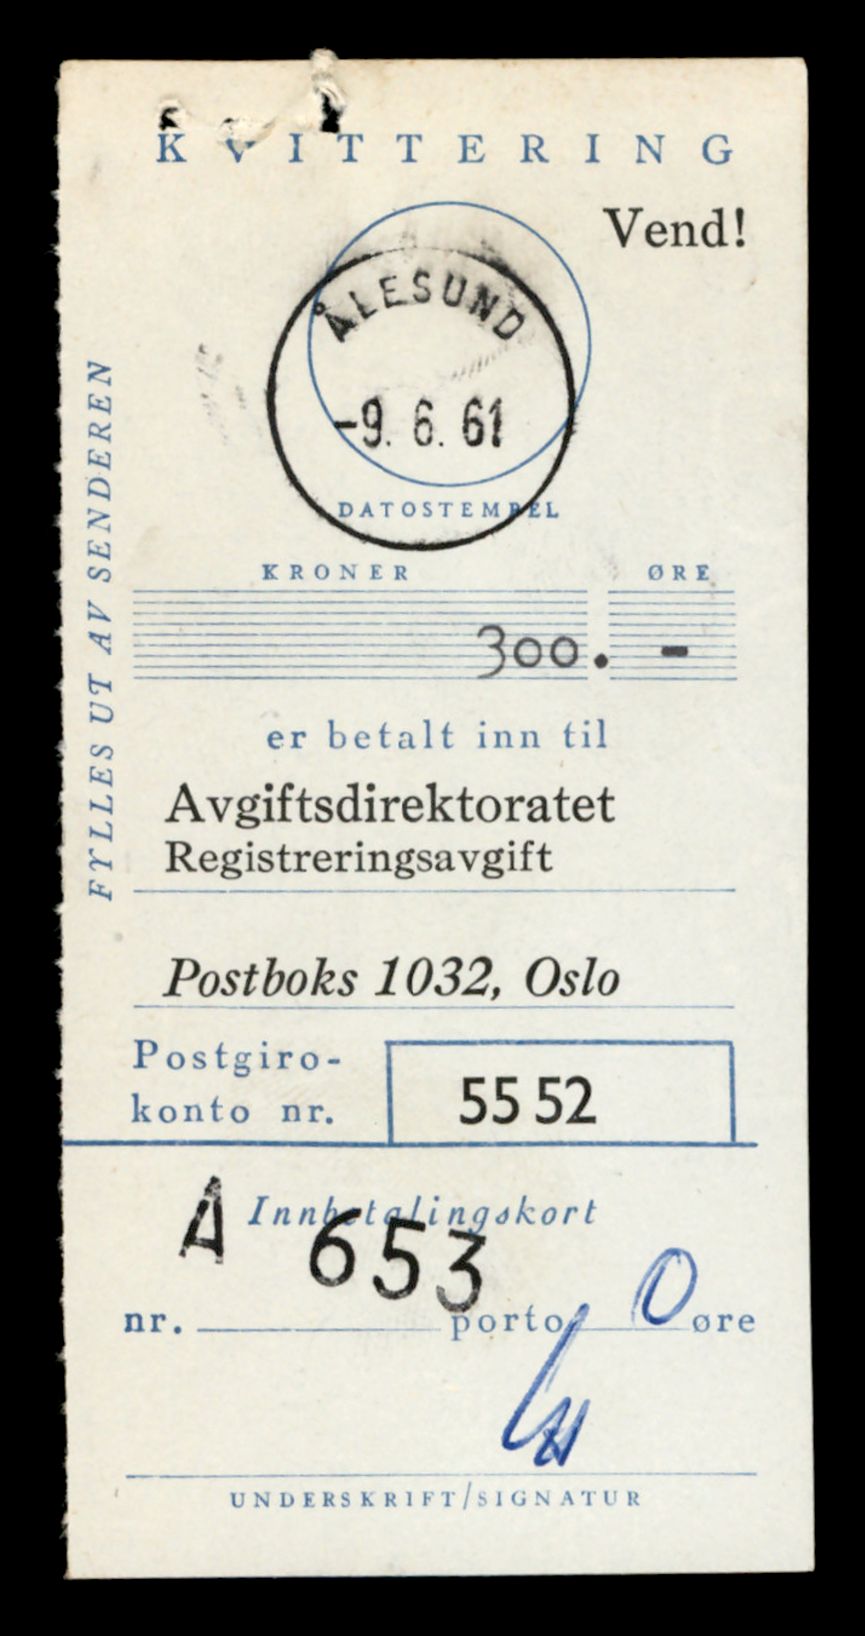 KVITTERING
Vend!
ÅLESUND
-9. 6. 61
DATOSTEMPEL
FYLLES UT AV SENDEREN
KRONER ØRE
300. -
er betalt inn til
Avgiftsdirektoratet
Registreringsavgift
Postboks 1032, Oslo
Postgiro-
konto nr. 55 52
Innbetalingskort
A 653
nr. porto 0 øre
UNDERSKRIFT/SIGNATUR